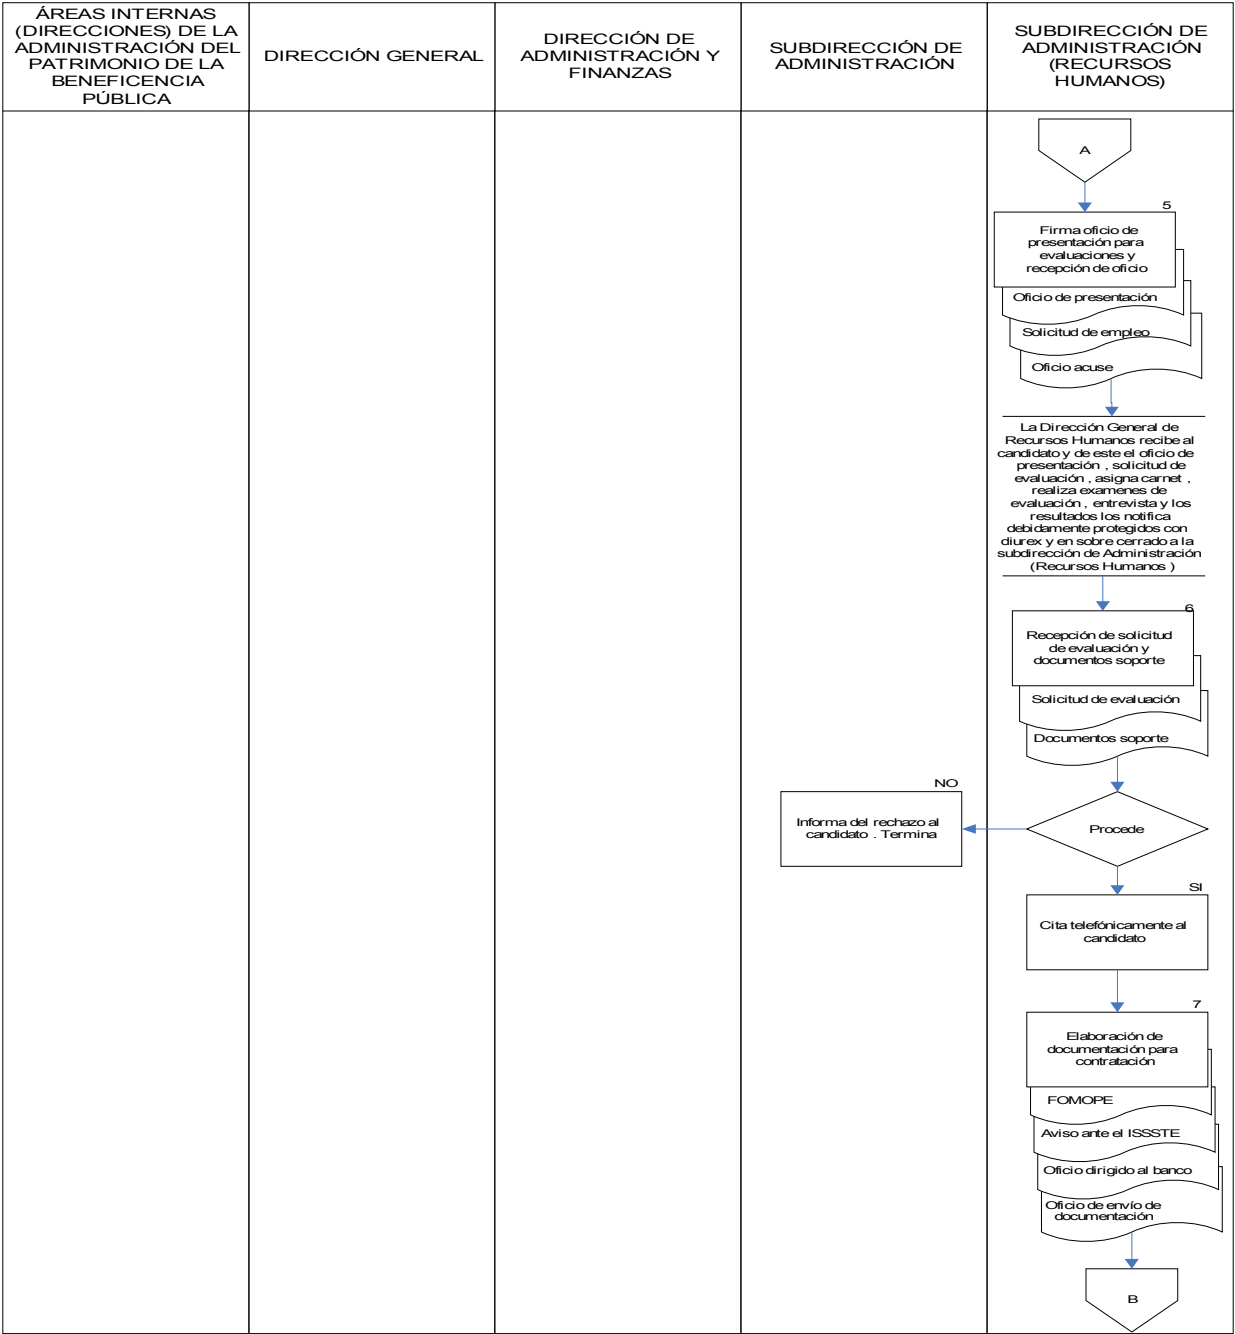 ÁREAS INTERNAS
(DIRECCIONES) DE LA
ADMINISTRACIÓN DEL
PATRIMONIO DE LA
BENEFICENCIA
PÚBLICA
DIRECCIÓN GENERAL
DIRECCIÓN DE
ADMINISTRACIÓN Y
FINANZAS
SUBDIRECCIÓN DE
ADMINISTRACIÓN
SUBDIRECCIÓN DE
ADMINISTRACIÓN
(RECURSOS
HUMANOS)
A
5
Firma oficio de
presentación para
evaluaciones y
recepción de oficio
Oficio de presentación
Solicitud de empleo
Oficio acuse
La Dirección General de
Recursos Humanos recibe al
candidato y de este el oficio de
presentación , solicitud de
evaluación , asigna carnet ,
realiza examenes de
evaluación , entrevista y los
resultados los notifica
debidamente protegidos con
diurex y en sobre cerrado a la
subdirección de Administración
(Recursos Humanos )
6
Recepción de solicitud
de evaluación y
documentos soporte
Solicitud de evaluación
Documentos soporte
NO
Informa del rechazo al
candidato . Termina
Procede
SI
Cita telefónicamente al
candidato
7
Elaboración de
documentación para
contratación
FOMOPE
Aviso ante el ISSSTE
Oficio dirigido al banco
Oficio de envío de
documentación
B